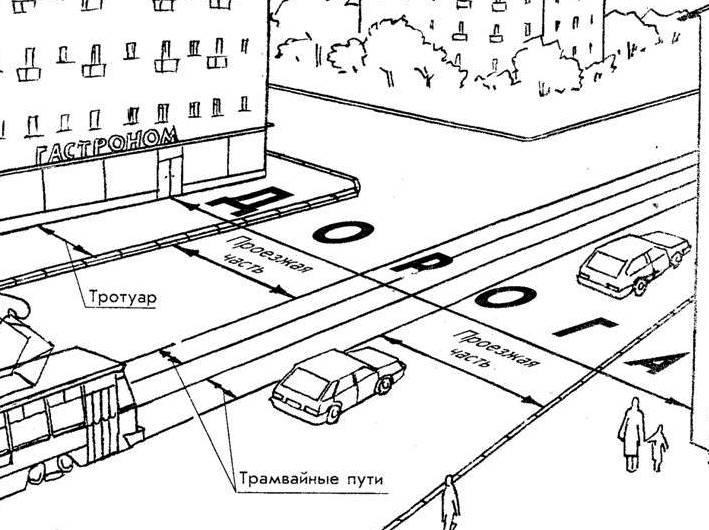 ГАСТРОНОМ
ДОРОГА
Проезжая
часть
Тротуар
Проезжая
часть
Трамвайные пути